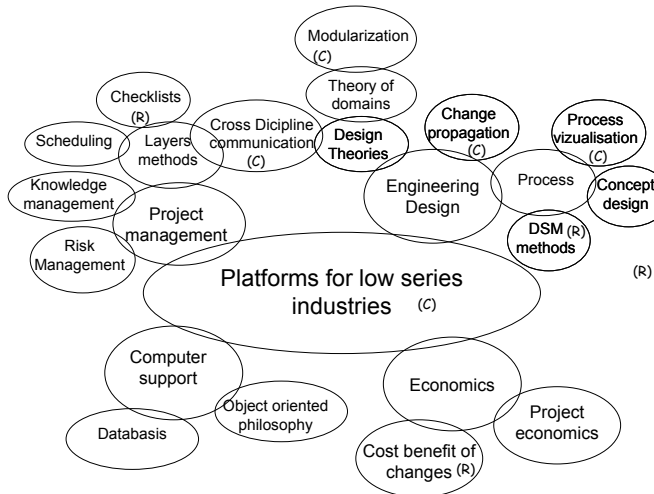 Modularization
(C)
Theory of
domains
Checklists
(R)
Cross Dicipline
communication
(C)
Design
Theories
Change
propagation
(C)
Process
vizualisation
(C)
Scheduling
Layers
methods
Knowledge
management
Project
management
Engineering
Design
Process
Concept
design
Risk
Management
DSM (R)
methods
(R)
Platforms for low series
industries (C)
Computer
support
Economics
Object oriented
philosophy
Databasis
Project
economics
Cost benefit of
changes (R)